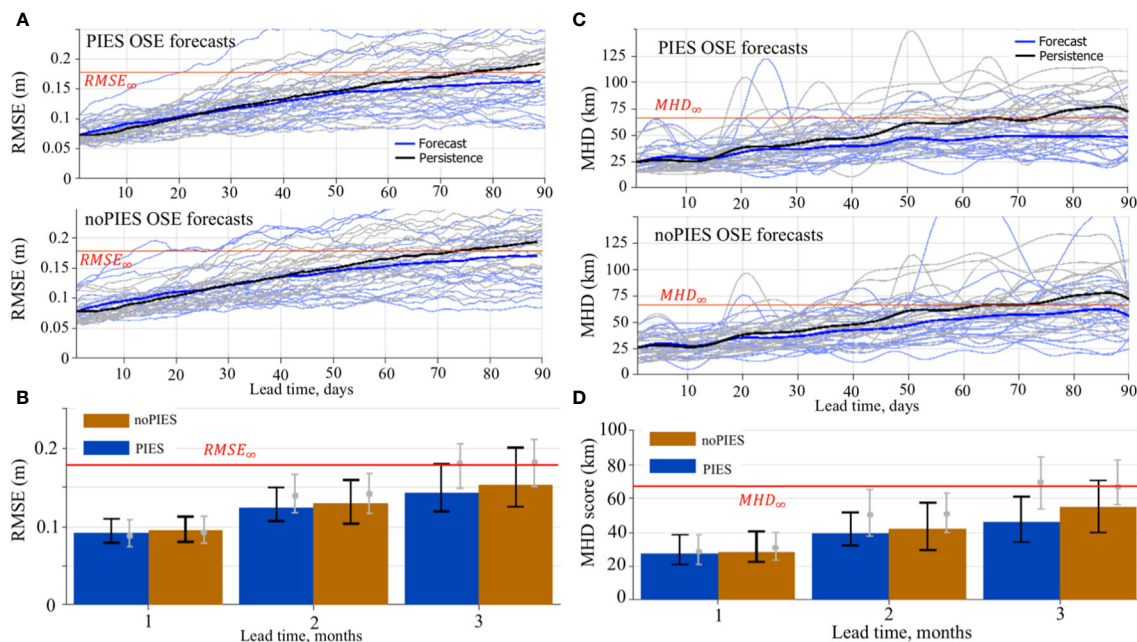 A
PIES OSE forecasts
0.2
RMSE∞
0.15
0.1
0.05
0
RMSE (m)
Forecast
Persistence
10 20 30 40 50 60 70 80 90
noPIES OSE forecasts
0.2
RMSE∞
0.15
0.1
0.05
0
RMSE (m)
10 20 30 40 50 60 70 80 90
Lead time, days
B
noPIES
PIES
RMSE∞
0.2
0.1
0
RMSE (m)
1 2 3
Lead time, months
C
PIES OSE forecasts
Forecast
Persistence
150
125
100
75
50
25
0
MHD∞
MHD (km)
10 20 30 40 50 60 70 80 90
noPIES OSE forecasts
150
125
100
75
50
25
0
MHD∞
MHD (km)
10 20 30 40 50 60 70 80 90
Lead time, days
D
noPIES
PIES
MHD∞
100
80
60
40
20
0
MHD score (km)
1 2 3
Lead time, months